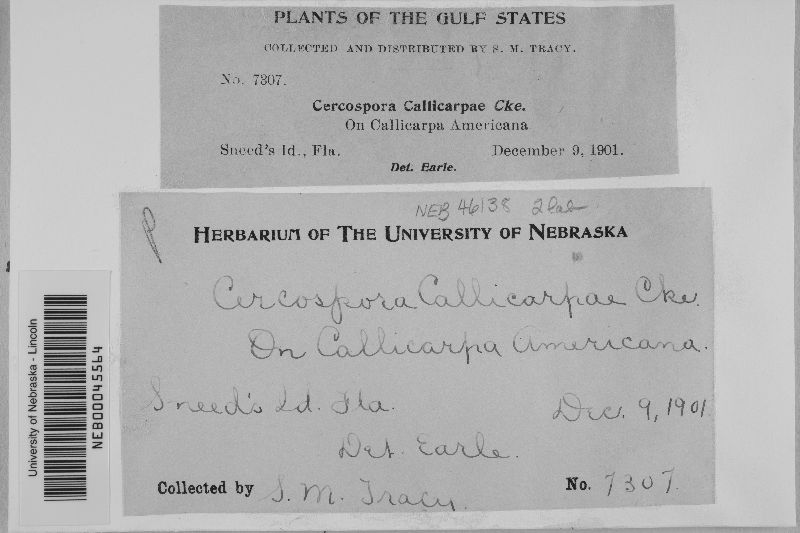 PLANTS OF THE GULF STATES
COLLECTED AND DISTRIBUTED BY S. M. TRACY.
No. 7307.
Cercospora Callicarpae Cke.
On Callicarpa Americana
Sneed's Id., Fla. December 9, 1901.
Det. Earle.
NEB 46138
HERBARIUM OF THE UNIVERSITY OF NEBRASKA
Cercospora Callicarpae Cke.
On Callicarpa Americana.
Sneed's Id. Fla. Dec. 9, 1901
Det. Earle.
Collected by S. M. Tracy. No. 7307.
University of Nebraska - Lincoln
NEB00045564